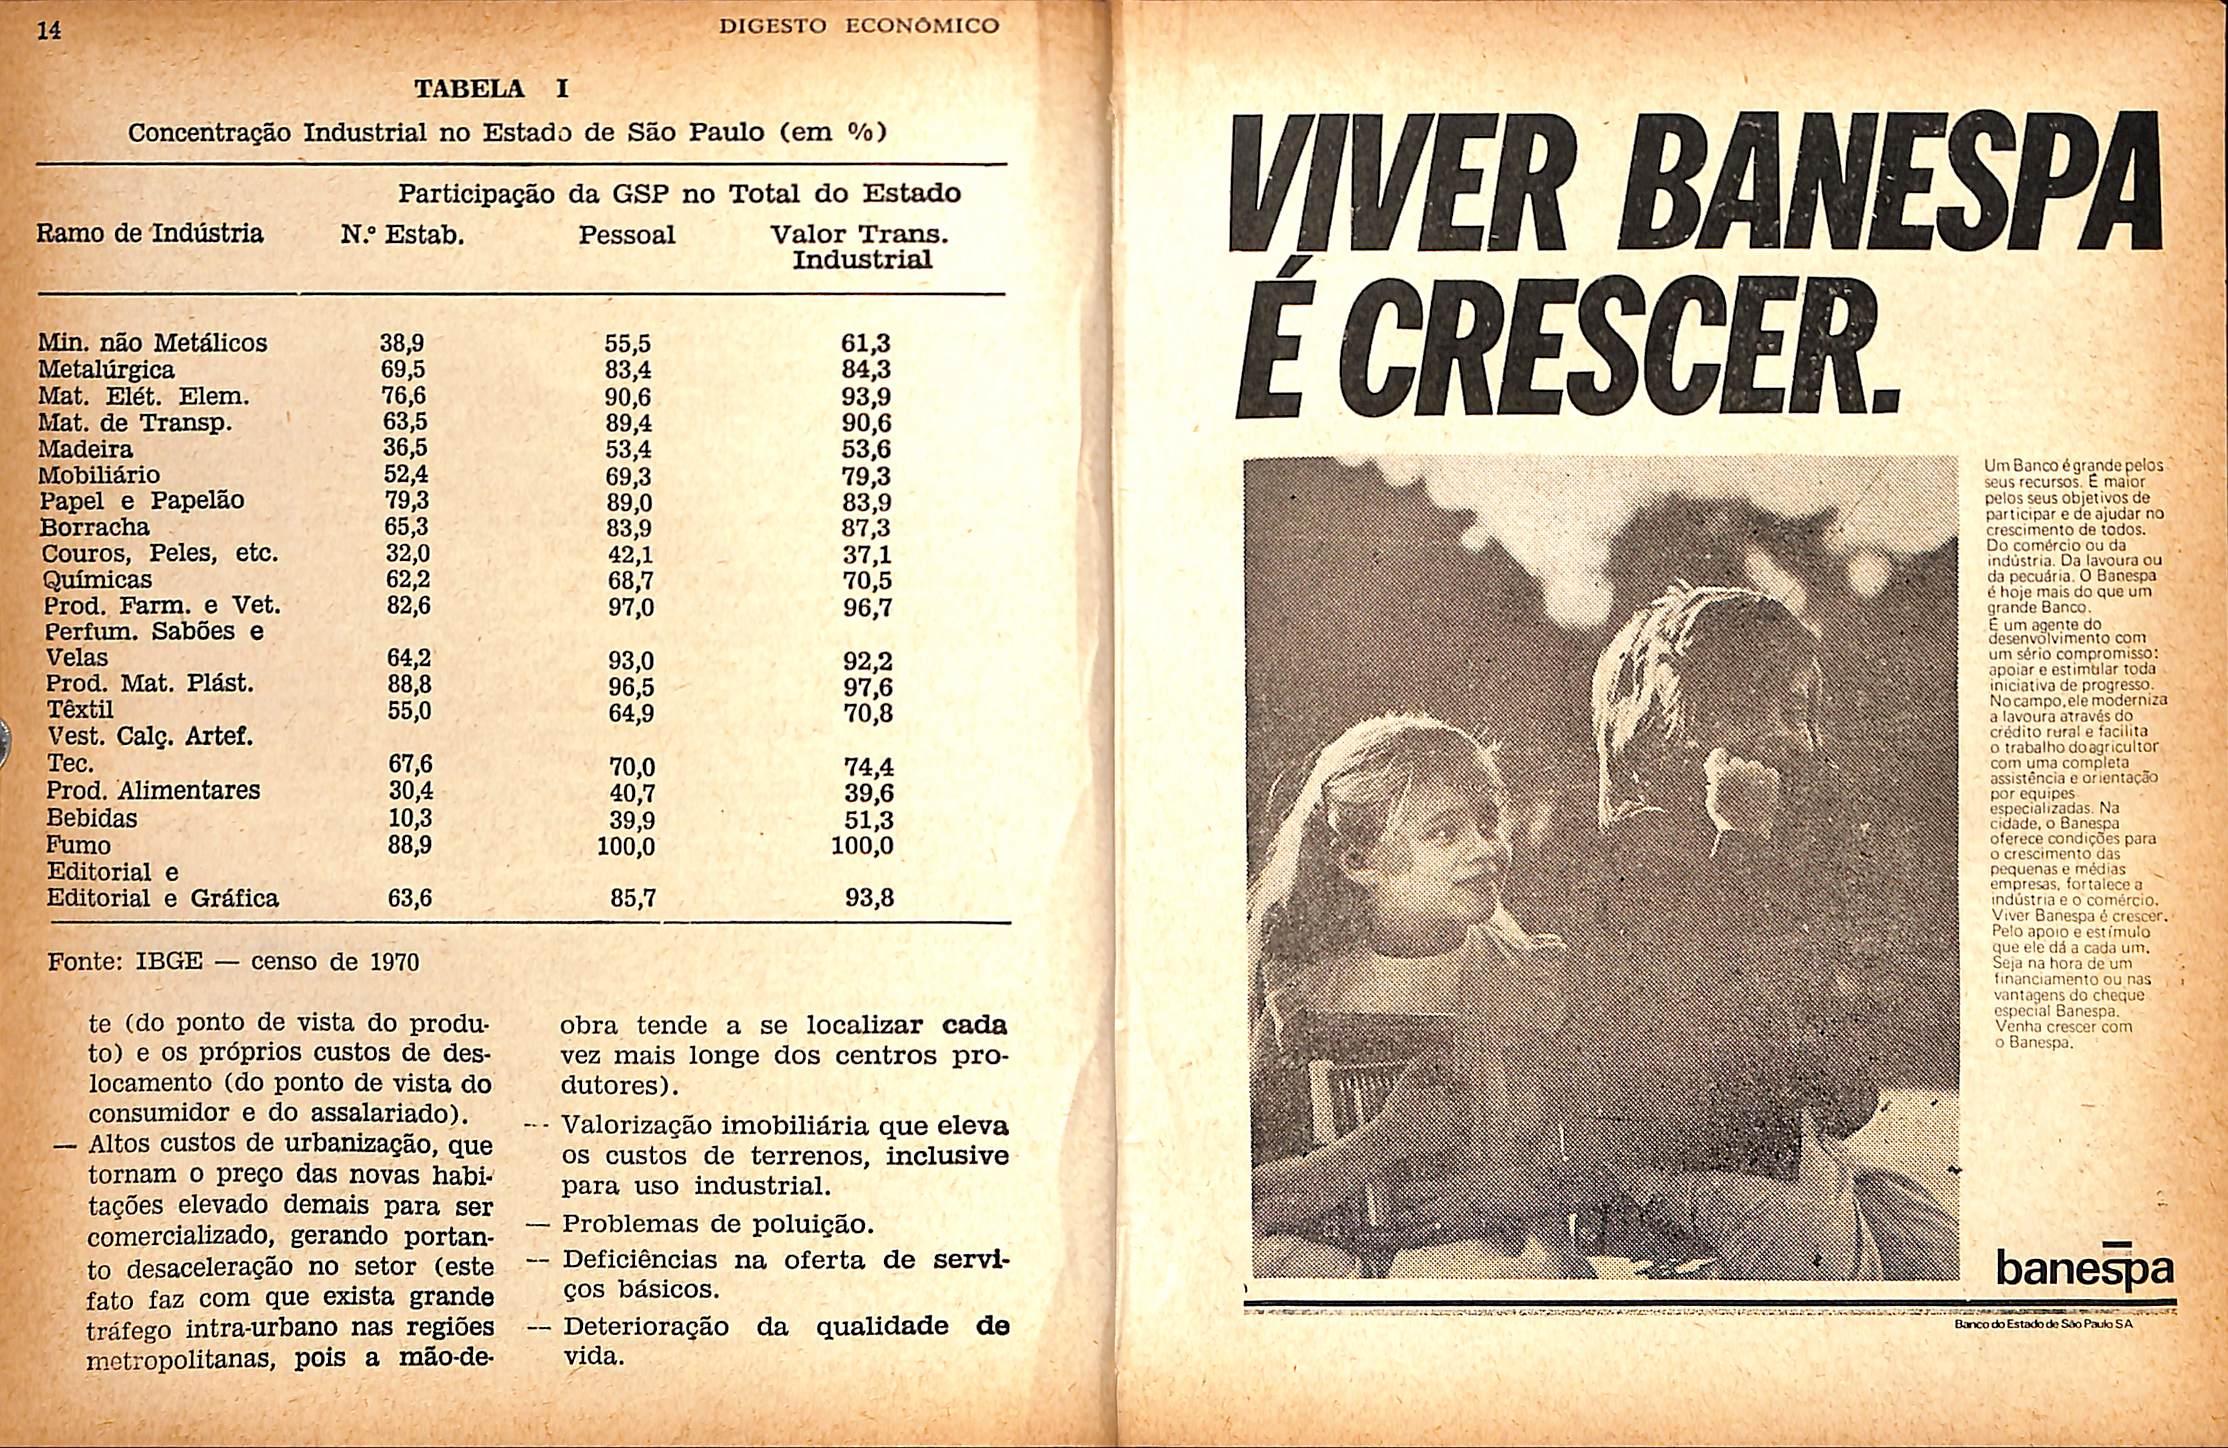 14
DIGESTO ECONÔMICO
TABELA I
Concentração Industrial no Estado de São Paulo (em %)
Participação da GSP no Total do Estado
Ramo de Indústria N.º Estab. Pessoal Valor Trans.
Industrial
Min. não Metálicos 38,9 55,5 61,3
Metalúrgica 69,5 83,4 84,3
Mat. Elét. Elem. 76,6 90,6 93,9
Mat. de Transp. 63,5 89,4 90,6
Madeira 36,5 53,4 53,6
Mobiliário 52,4 69,3 79,3
Papel e Papelão 79,3 89,0 83,9
Borracha 65,3 83,9 87,3
Couros, Peles, etc. 32,0 42,1 37,1
Químicas 62,2 68,7 70,5
Prod. Farm. e Vet. 82,6 97,0 96,7
Perfum. Sabões e
Velas 64,2 93,0 92,2
Prod. Mat. Plást. 88,8 96,5 97,6
Têxtil 55,0 64,9 70,8
Vest. Calç. Artef.
Tec. 67,6 70,0 74,4
Prod. Alimentares 30,4 40,7 39,6
Bebidas 10,3 39,9 51,3
Fumo 88,9 100,0 100,0
Editorial e
Editorial e Gráfica 63,6 85,7 93,8
Fonte: IBGE — censo de 1970
te (do ponto de vista do produ-
to) e os próprios custos de des-
locamento (do ponto de vista do
consumidor e do assalariado).
— Altos custos de urbanização, que
tornam o preço das novas habi-
tações elevado demais para ser
comercializado, gerando portan-
to desaceleração no setor (este
fato faz com que exista grande
tráfego intra-urbano nas regiões
metropolitanas, pois a mão-de-
obra tende a se localizar cada
vez mais longe dos centros pro-
dutores).
-- Valorização imobiliária que eleva
os custos de terrenos, inclusive
para uso industrial.
— Problemas de poluição.
— Deficiências na oferta de servi-
ços básicos.
— Deterioração da qualidade de
vida.
VIVER BANESPA
É CRESCER.
Um Banco é grande pelos
seus recursos. É maior
pelos seus objetivos de
participar e de ajudar no
crescimento de todos.
Do comércio ou da
indústria. Da lavoura ou
da pecuária. O Banespa
é hoje mais do que um
grande Banco.
É um agente do
desenvolvimento com
um sério compromisso:
apoiar e estimular toda
iniciativa de progresso.
No campo, ele moderniza
a lavoura através do
crédito rural e facilita
o trabalho do agricultor
com uma completa
assistência e orientação
por equipes
especializadas. Na
cidade, o Banespa
oferece condições para
o crescimento das
pequenas e médias
empresas, fortalece a
indústria e o comércio.
Viver Banespa é crescer.
Pelo apoio e estímulo
que ele dá a cada um.
Seja na hora de um
financiamento ou nas
vantagens do cheque
especial Banespa.
Venha crescer com
o Banespa.
banespa
Banco do Estado de São Paulo SA